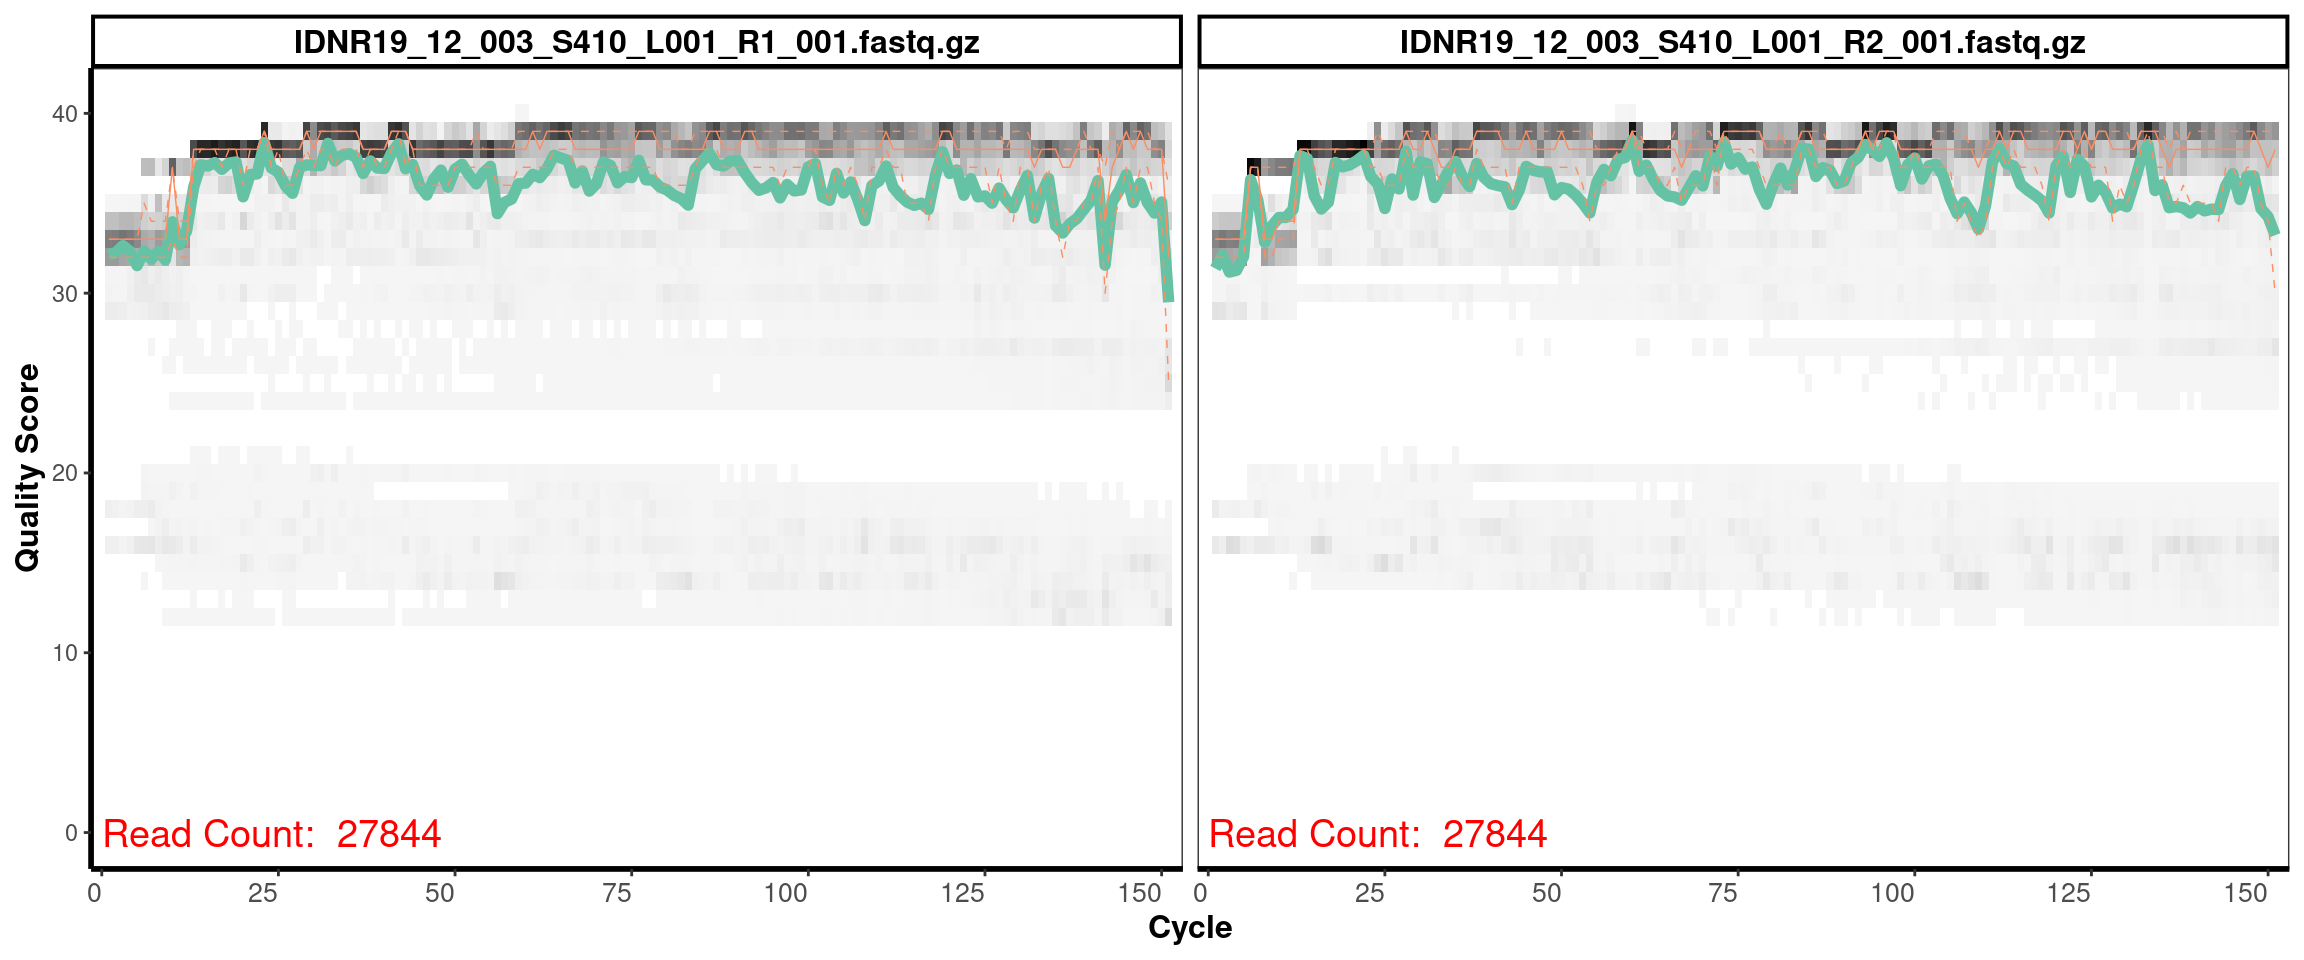 IDNR19_12_003_S410_L001_R1_001.fastq.gz
IDNR19_12_003_S410_L001_R2_001.fastq.gz
Quality Score
40
30
20
10
0
Read Count: 27844
Read Count: 27844
0 25 50 75 100 125 150
0 25 50 75 100 125 150
Cycle